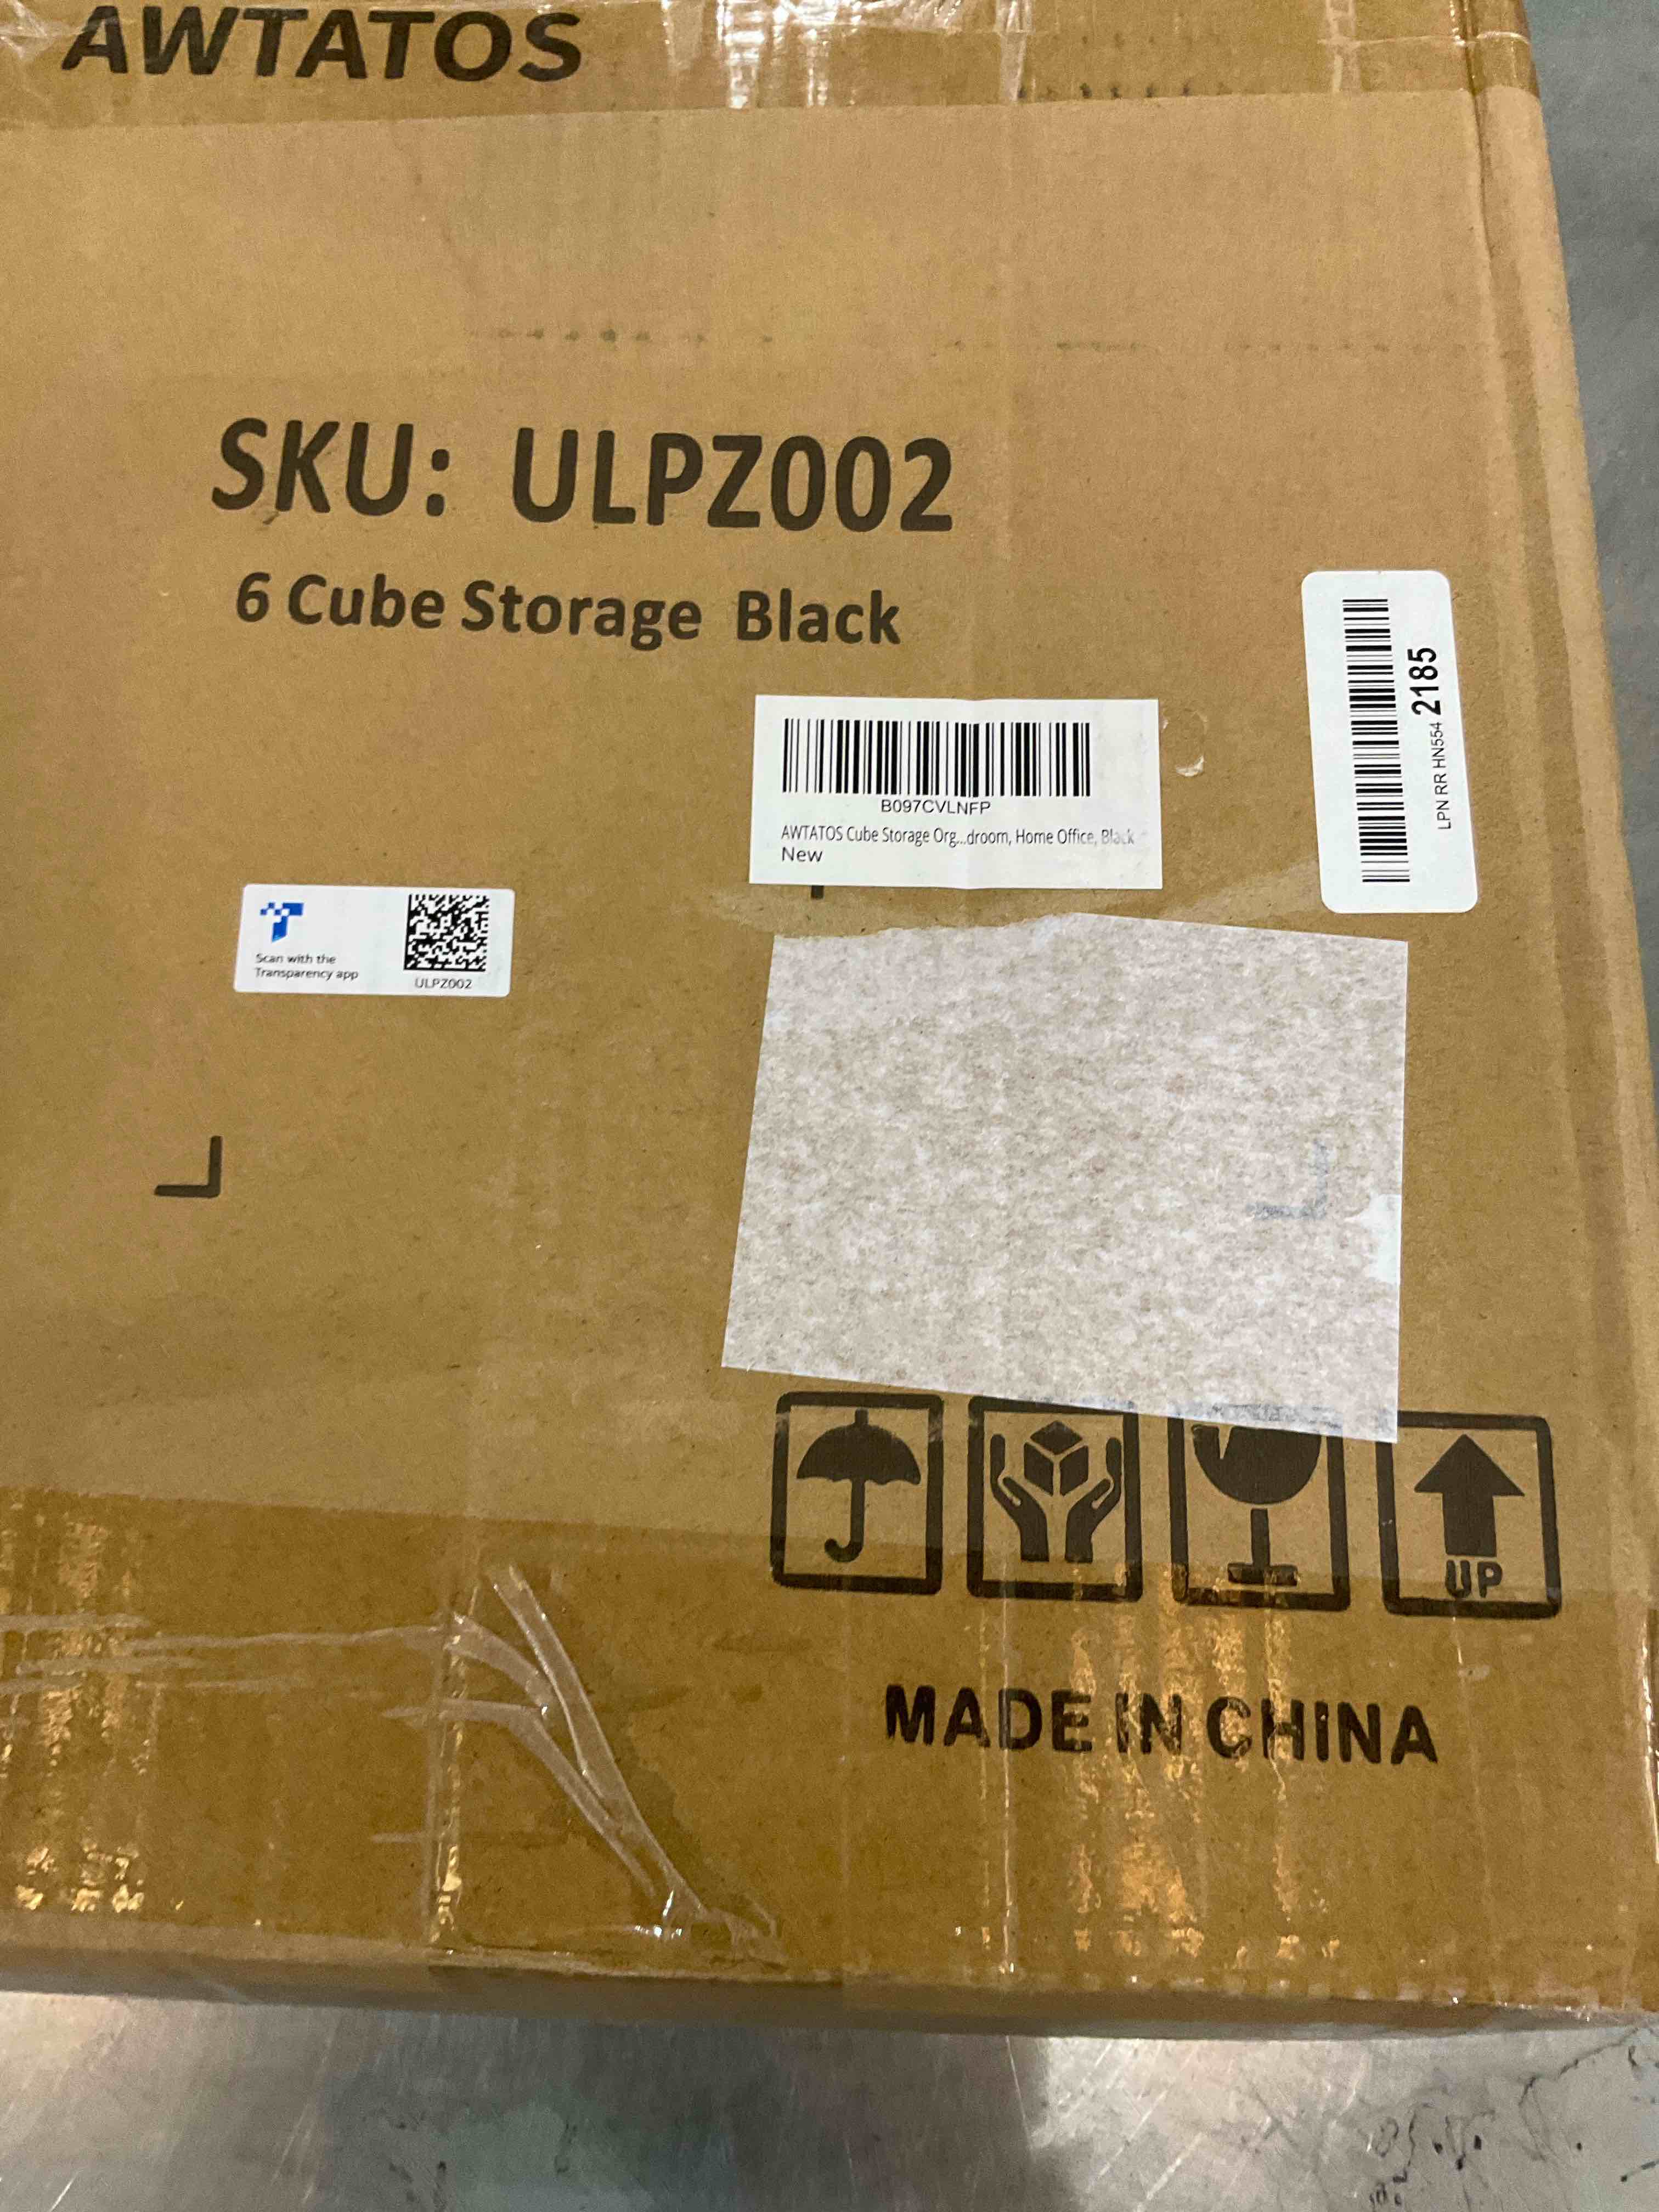 AWTATOS
SKU: ULPZ002
6 Cube Storage Black
LPN RR HN554 2185
B097CVLNFP
AWTATOS Cube Storage Org...droom, Home Office, Black
New
Scan with the
Transparency app
ULPZ002
UP
MADE IN CHINA